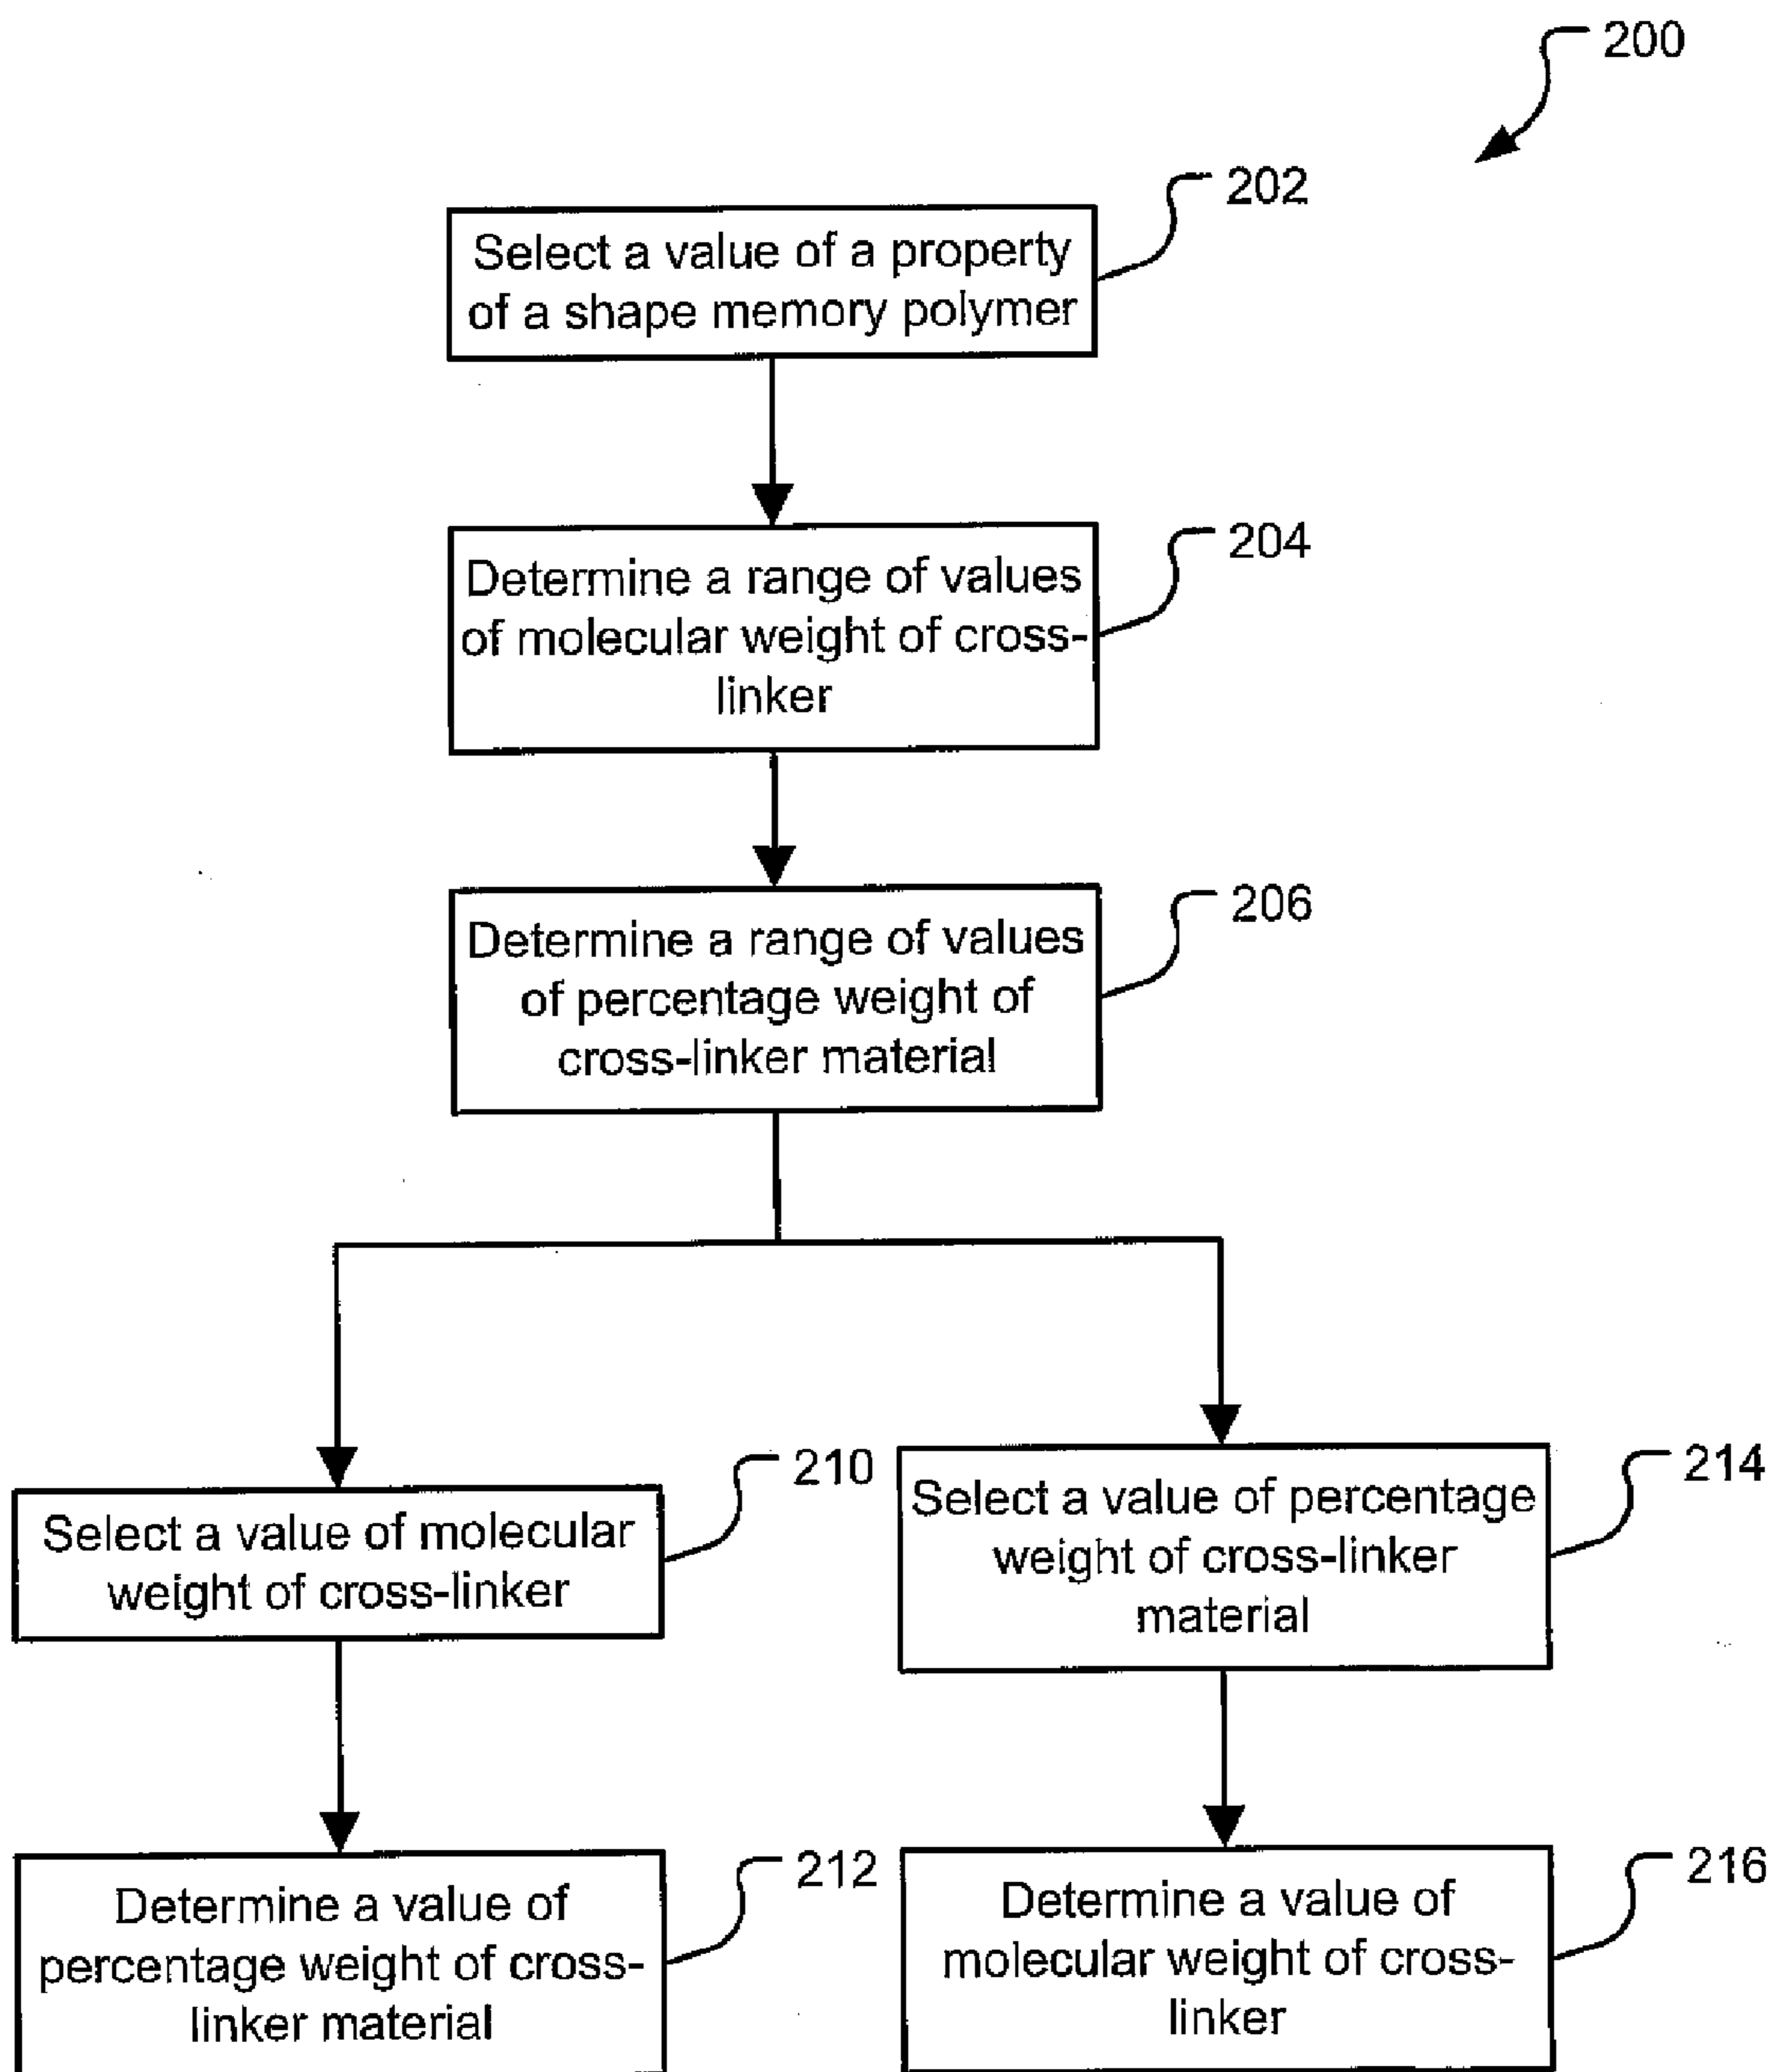 200
202
Select a value of a property
of a shape memory polymer
204
Determine a range of values
of molecular weight of cross-
linker
206
Determine a range of values
of percentage weight of
cross-linker material
210
Select a value of molecular
weight of cross-linker
214
Select a value of percentage
weight of cross-linker
material
212
Determine a value of
percentage weight of cross-
linker material
216
Determine a value of
molecular weight of cross-
linker